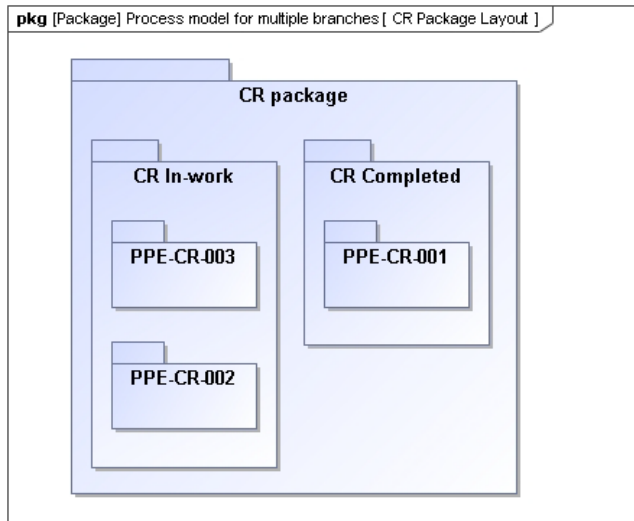 pkg [Package] Process model for multiple branches [ CR Package Layout ]
CR package
CR In-work
PPE-CR-003
PPE-CR-002
CR Completed
PPE-CR-001